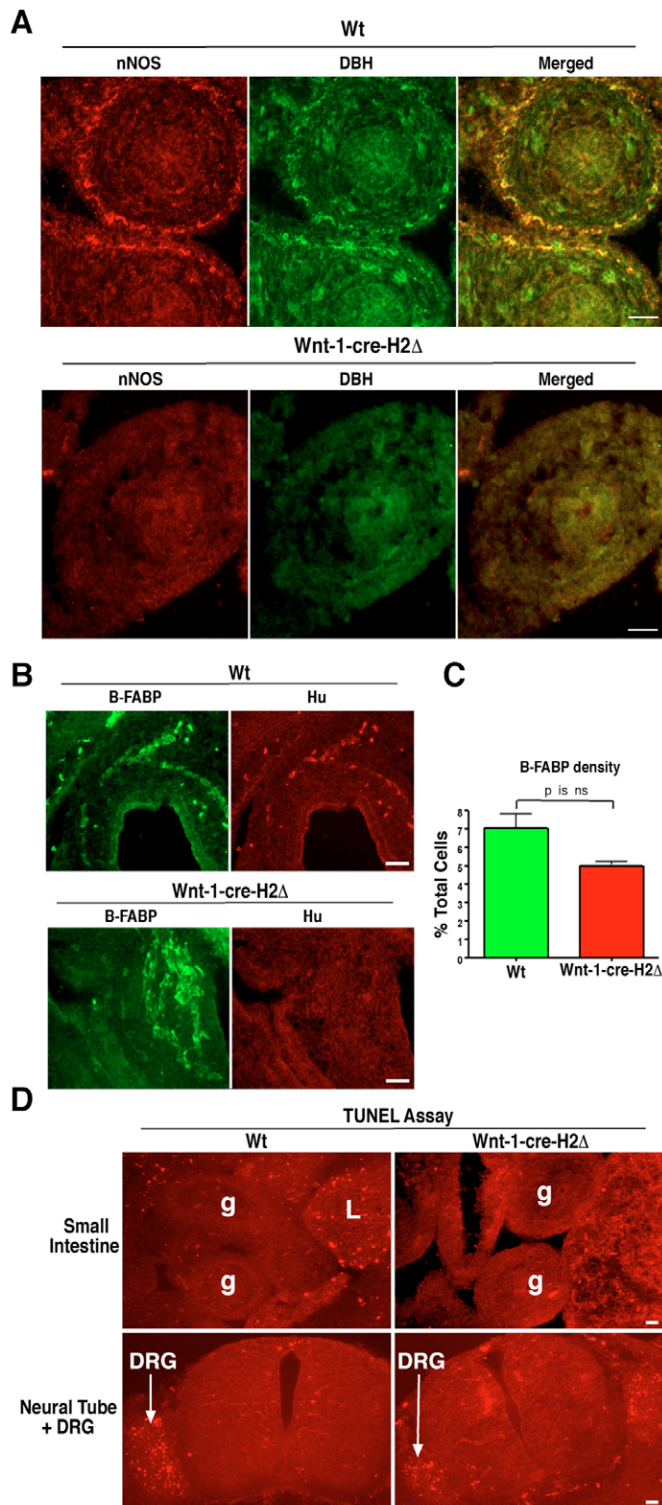 A
Wt
nNOS DBH Merged
Wnt-1-cre-H2Δ
nNOS DBH Merged
B
Wt
B-FABP Hu
Wnt-1-cre-H2Δ
B-FABP Hu
C
B-FABP density
p is ns
% Total Cells
8
7
6
5
4
3
2
1
0
Wt Wnt-1-cre-H2Δ
D
TUNEL Assay
Wt Wnt-1-cre-H2Δ
Small
Intestine
g
L
g
g
g
Neural Tube
+ DRG
DRG
DRG